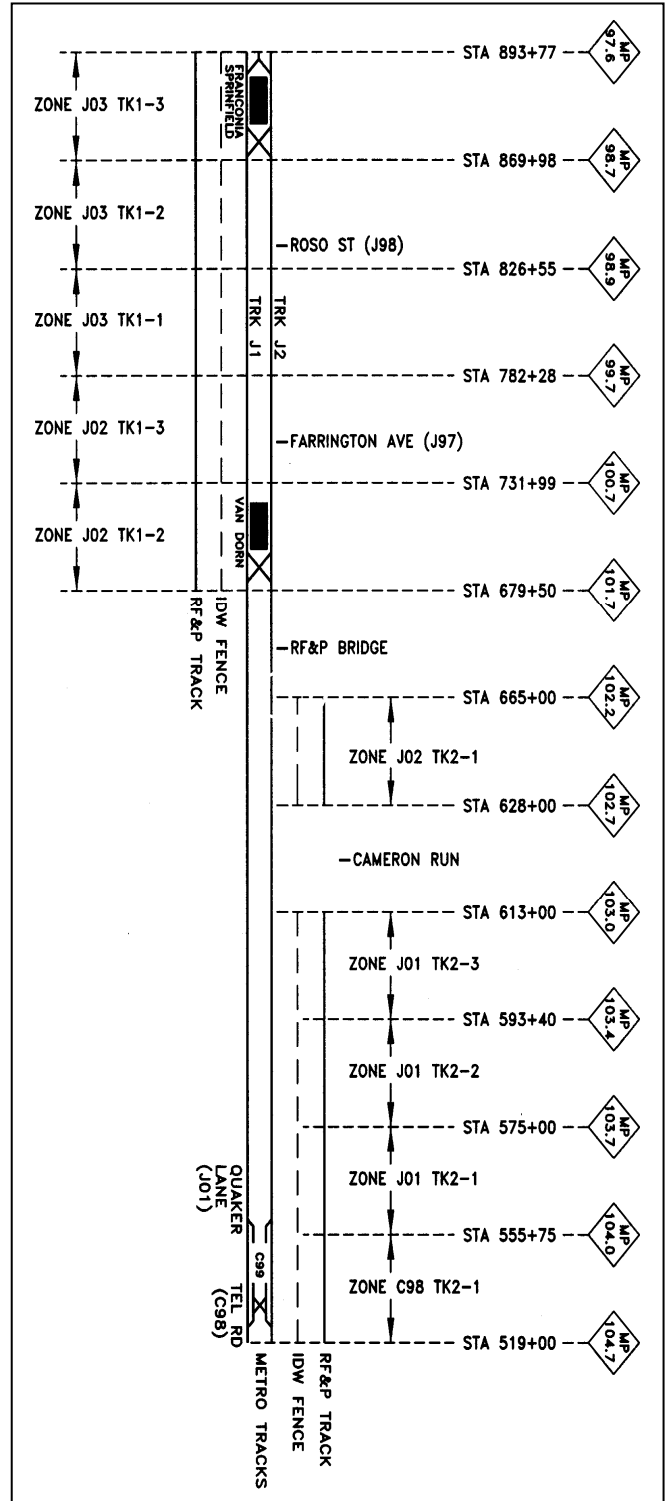 STA 893+77
MP
97.6
ZONE J03 TK1-3
FRANCONIA
SPRINFIELD
STA 869+98
MP
98.7
ZONE J03 TK1-2
ROSO ST (J98)
STA 826+55
MP
98.9
ZONE J03 TK1-1
TRK J1
TRK J2
STA 782+28
MP
99.7
ZONE J02 TK1-3
FARRINGTON AVE (J97)
STA 731+99
MP
100.7
ZONE J02 TK1-2
VAN DORN
STA 679+50
MP
101.7
RF&P TRACK
IDW FENCE
RF&P BRIDGE
STA 665+00
MP
102.2
ZONE J02 TK2-1
STA 628+00
MP
102.7
CAMERON RUN
STA 613+00
MP
103.0
ZONE J01 TK2-3
STA 593+40
MP
103.4
ZONE J01 TK2-2
STA 575+00
MP
103.7
ZONE J01 TK2-1
QUAKER
LANE
(J01)
STA 555+75
MP
104.0
C99
ZONE C98 TK2-1
TEL RD
(C98)
STA 519+00
MP
104.7
METRO TRACKS
IDW FENCE
RF&P TRACK